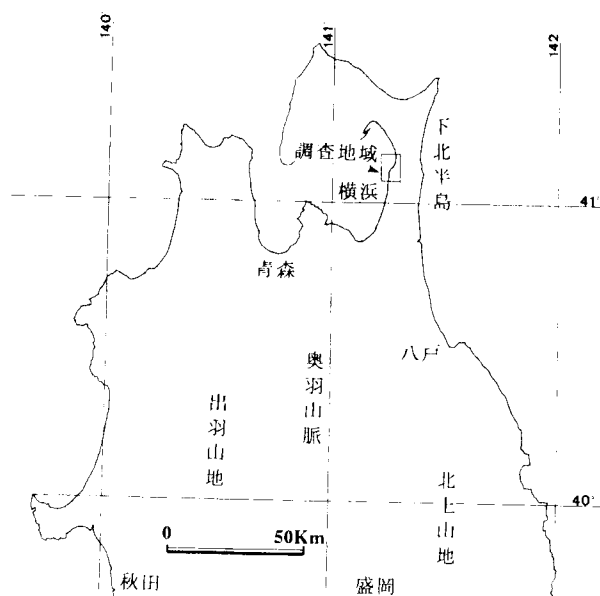 140
141
142
調査地域
横浜
下北半島
41°
青森
八戸
奥羽山脈
出羽山地
北上山地
40°
0 50Km
秋田
盛岡